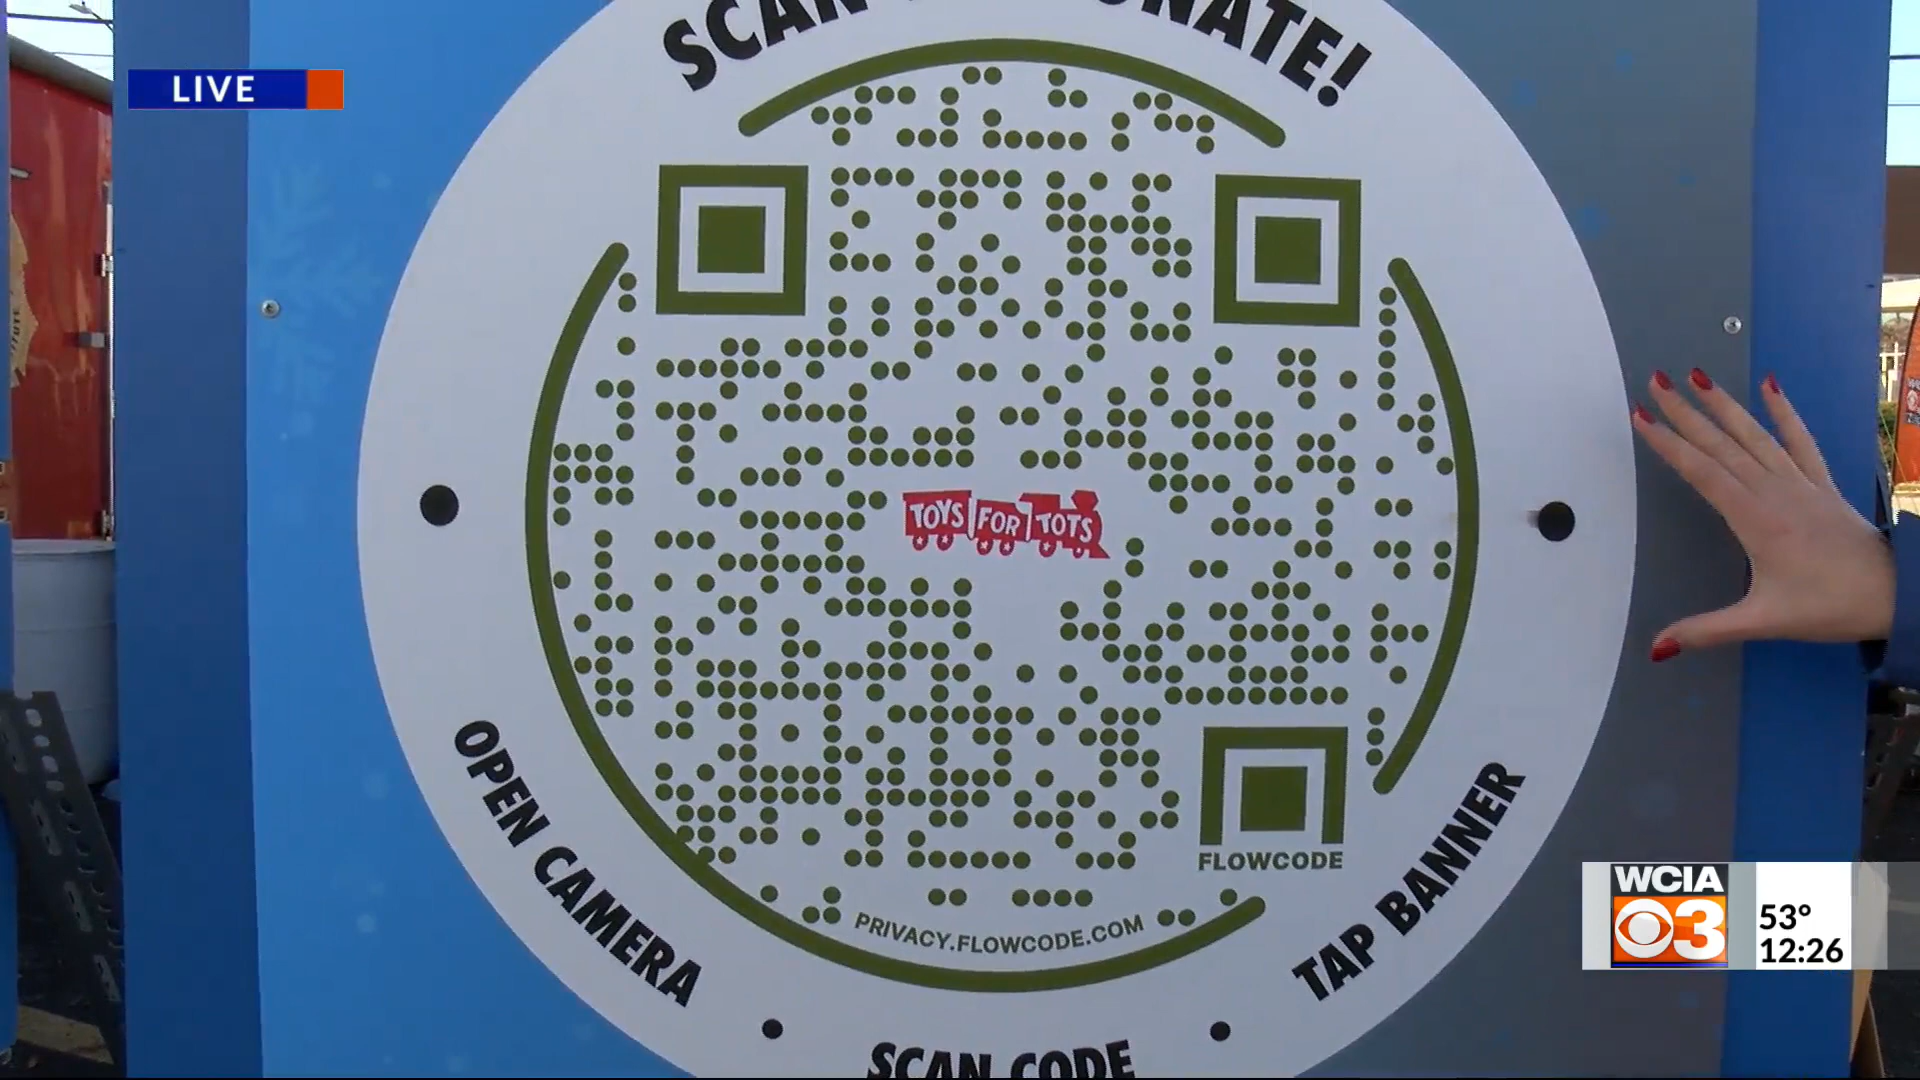 LIVE
SCAN
NATE!
TOYS FOR TOTS
FLOWCODE
PRIVACY.FLOWCODE.COM
OPEN CAMERA
SCAN CODE
TAP BANNER
WCIA
3
53°
12:26